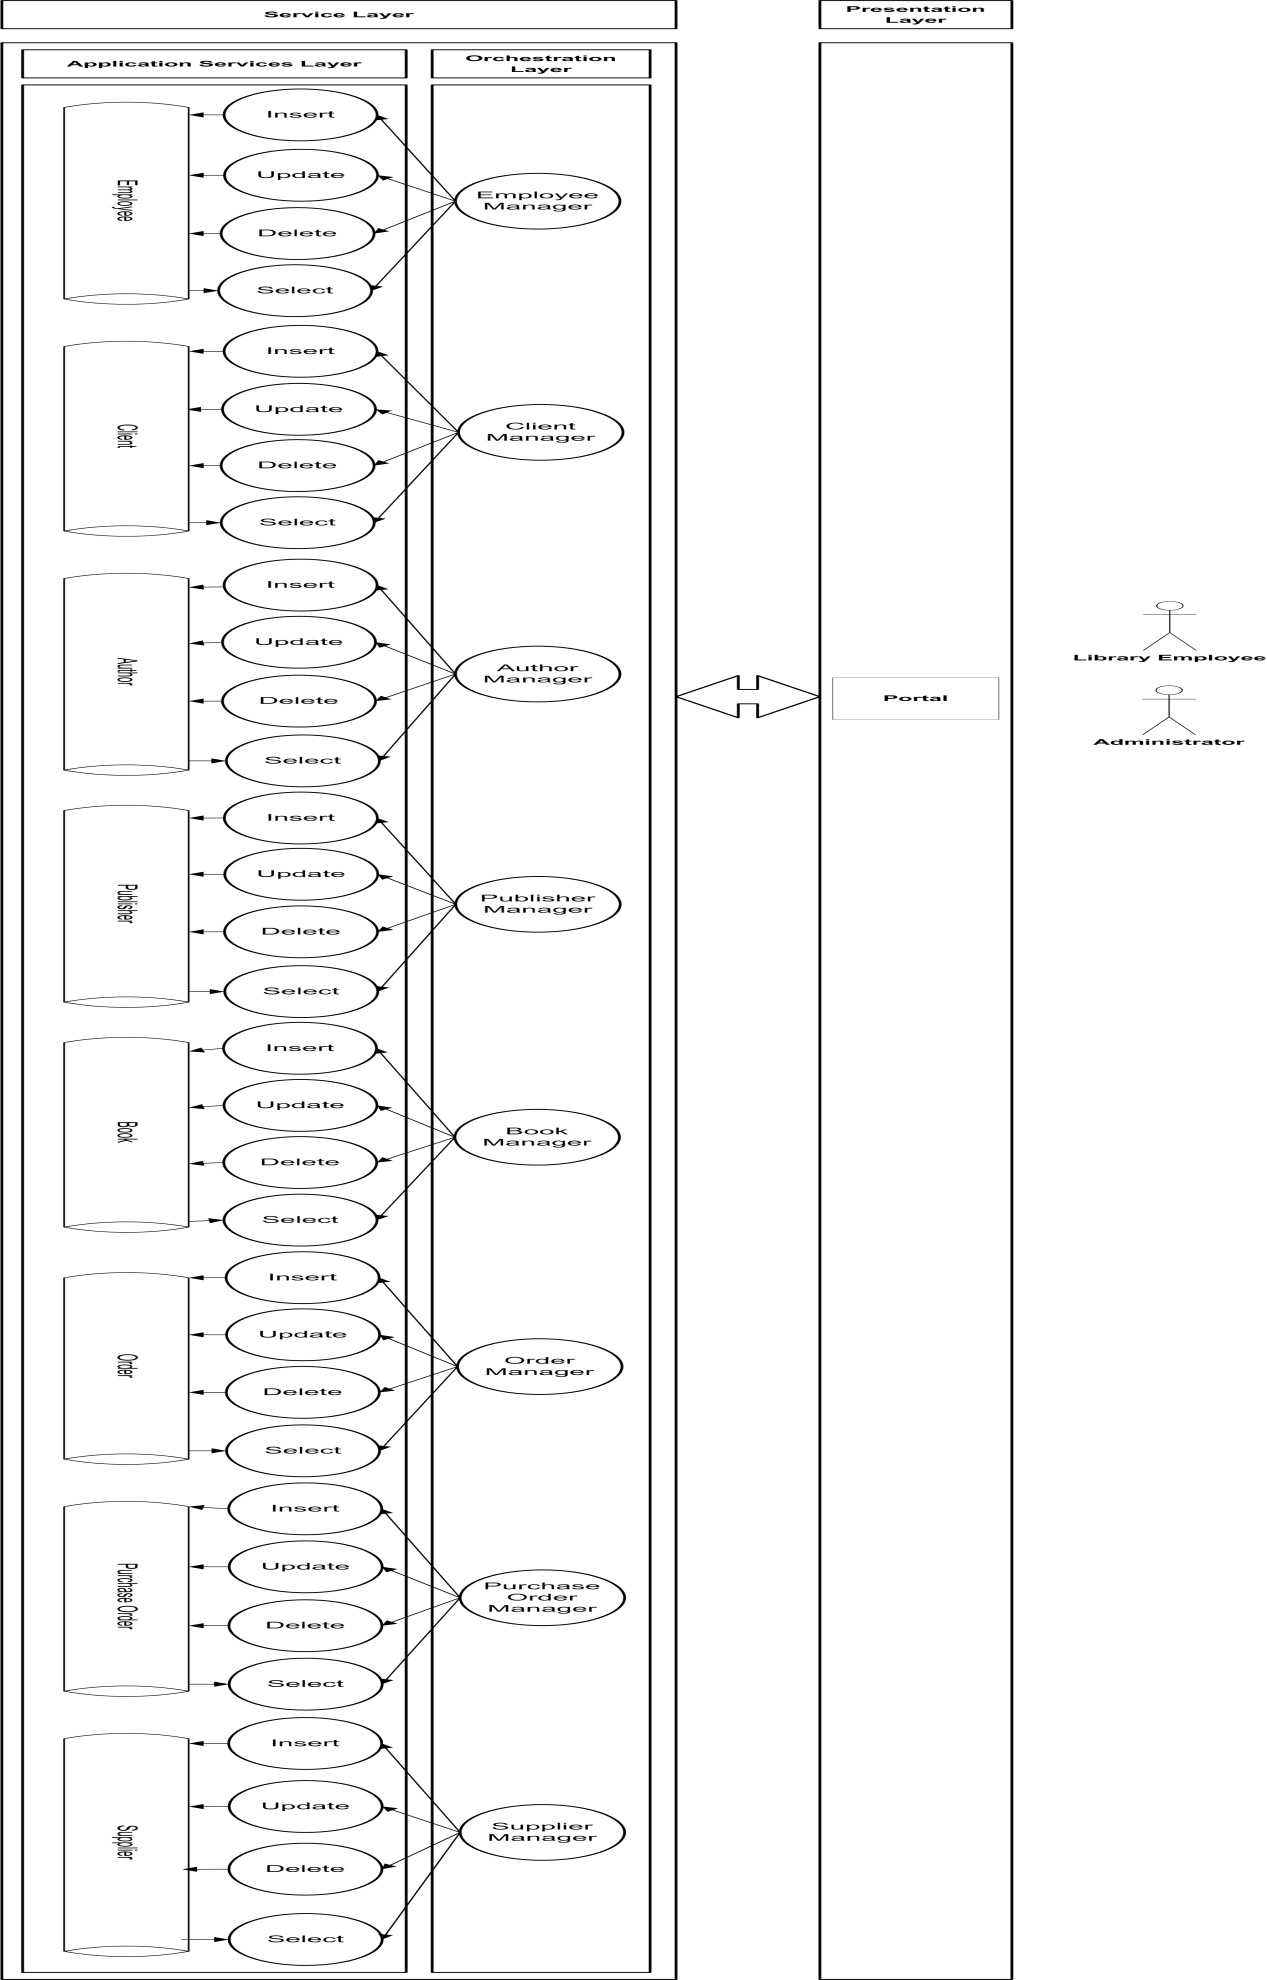 Service Layer
Presentation
Layer
Application Services Layer
Orchestration
Layer
Employee
Insert
Update
Delete
Select
Employee
Manager
Client
Insert
Update
Delete
Select
Client
Manager
Author
Insert
Update
Delete
Select
Author
Manager
Publisher
Insert
Update
Delete
Select
Publisher
Manager
Book
Insert
Update
Delete
Select
Book
Manager
Order
Insert
Update
Delete
Select
Order
Manager
Purchase Order
Insert
Update
Delete
Select
Purchase
Order
Manager
Supplier
Insert
Update
Delete
Select
Supplier
Manager
Portal
Library Employee
Administrator